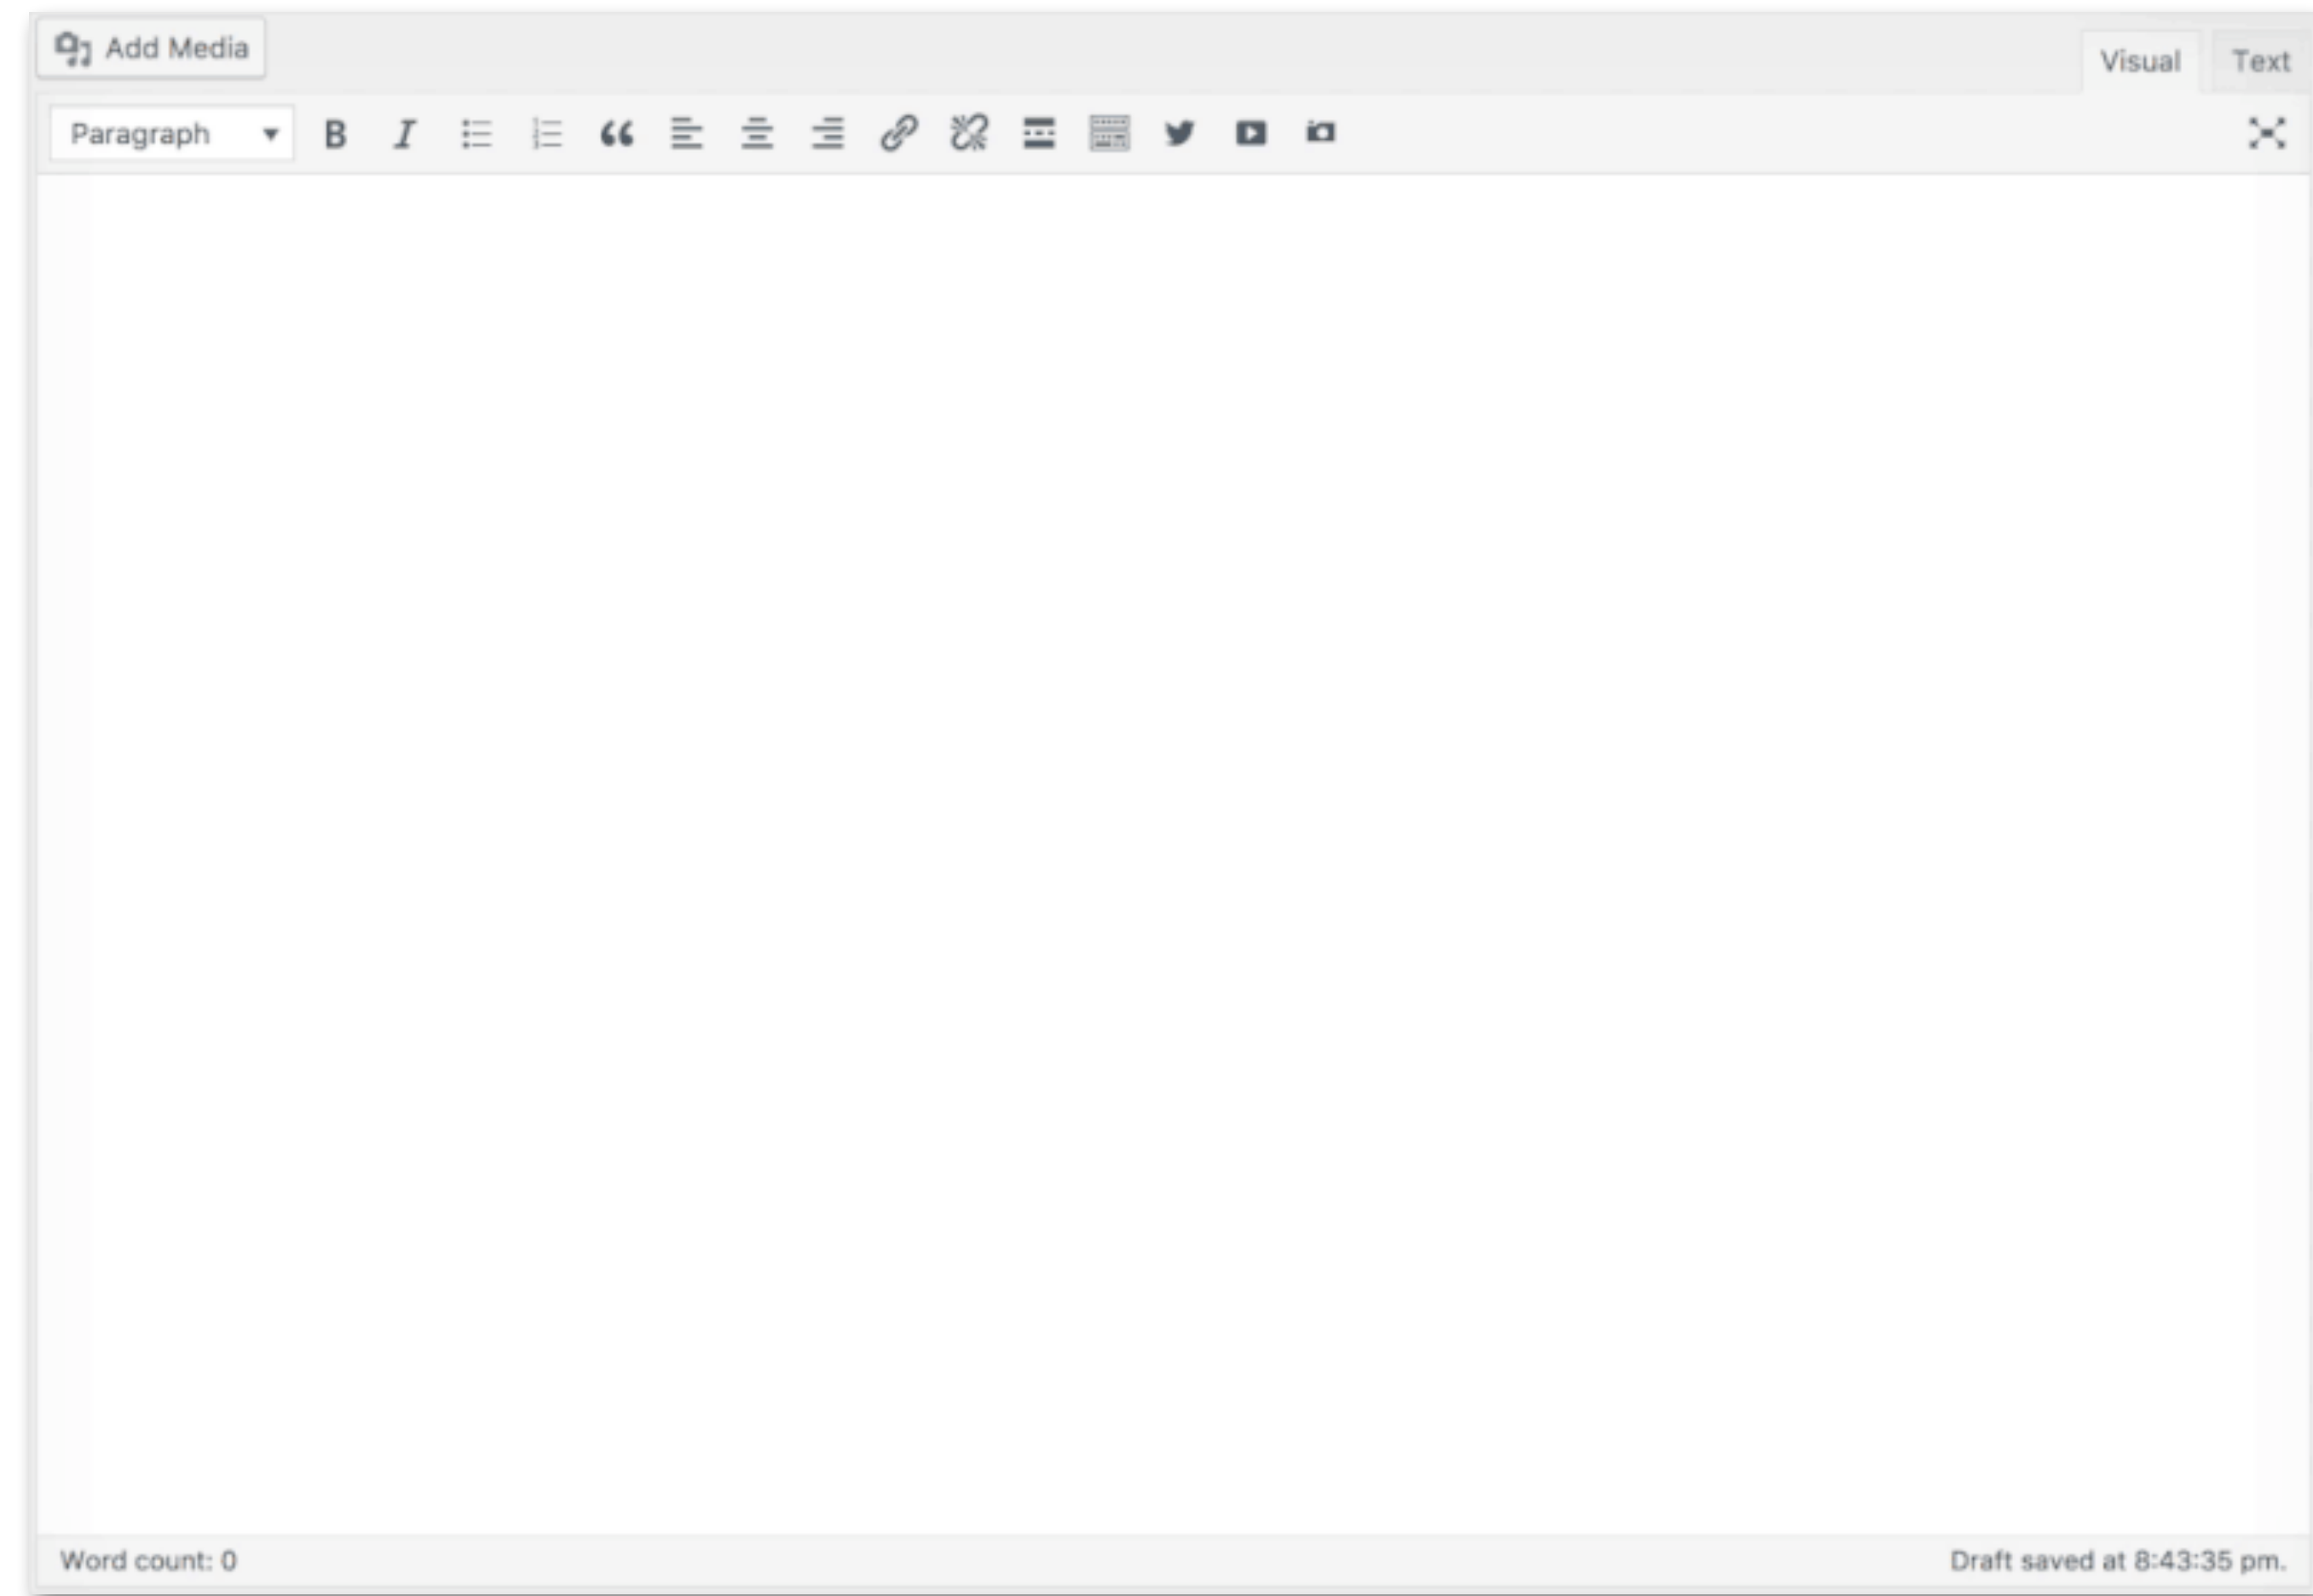 Add Media
Visual Text
Paragraph B I
Word count: 0
Draft saved at 8:43:35 pm.